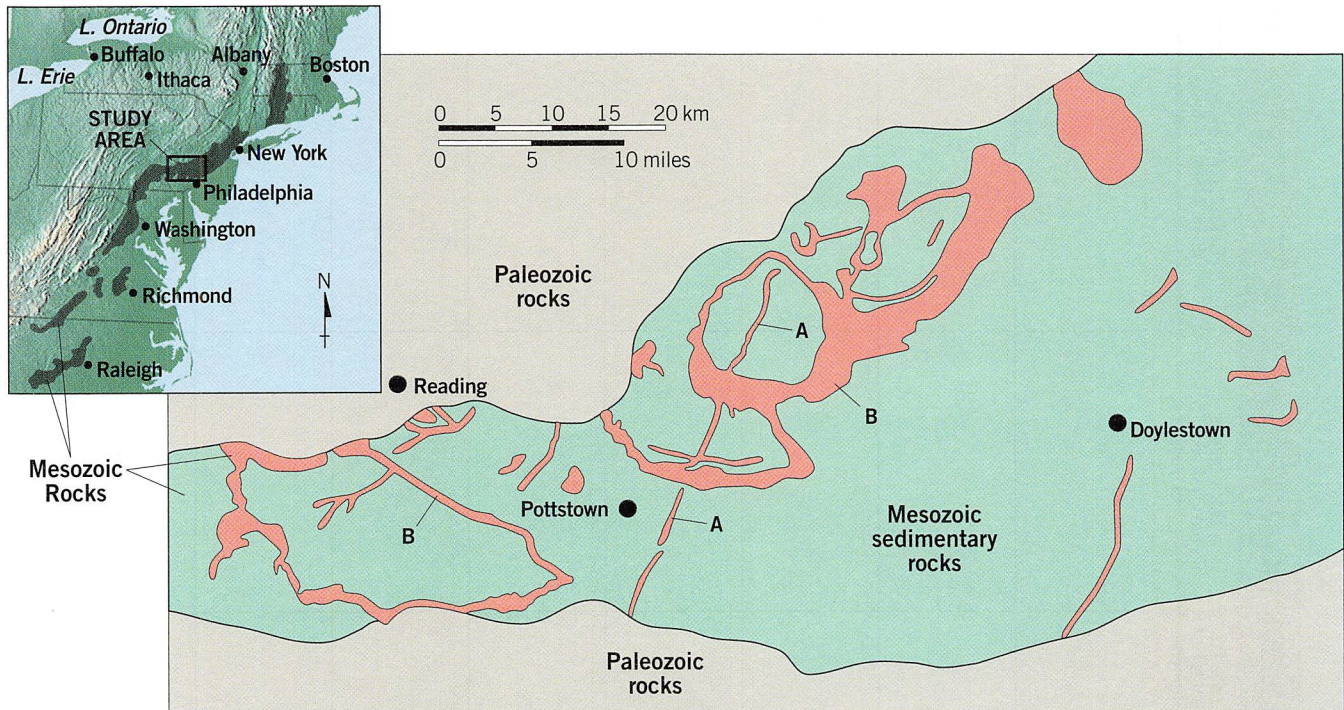 L. Ontario
Buffalo
Albany
Boston
L. Erie
Ithaca
STUDY
AREA
New York
Philadelphia
Washington
Richmond
N
Raleigh
Mesozoic
Rocks
0 5 10 15 20 km
0 5 10 miles
Paleozoic
rocks
A
Reading
B
Doylestown
Pottstown
A
B
Mesozoic
sedimentary
rocks
Paleozoic
rocks